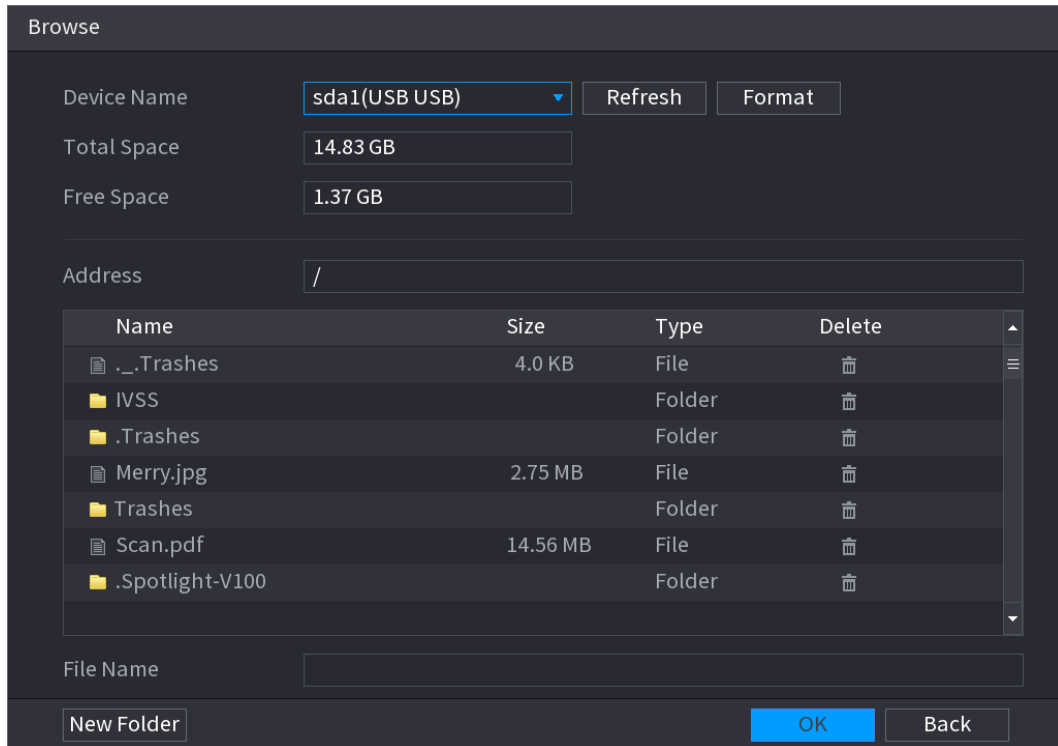 Browse
Device Name sda1(USB USB) Refresh Format
Total Space 14.83 GB
Free Space 1.37 GB
Address /
Name Size Type Delete
._.Trashes 4.0 KB File
IVSS Folder
.Trashes Folder
Merry.jpg 2.75 MB File
Trashes Folder
Scan.pdf 14.56 MB File
.Spotlight-V100 Folder
File Name
New Folder OK Back